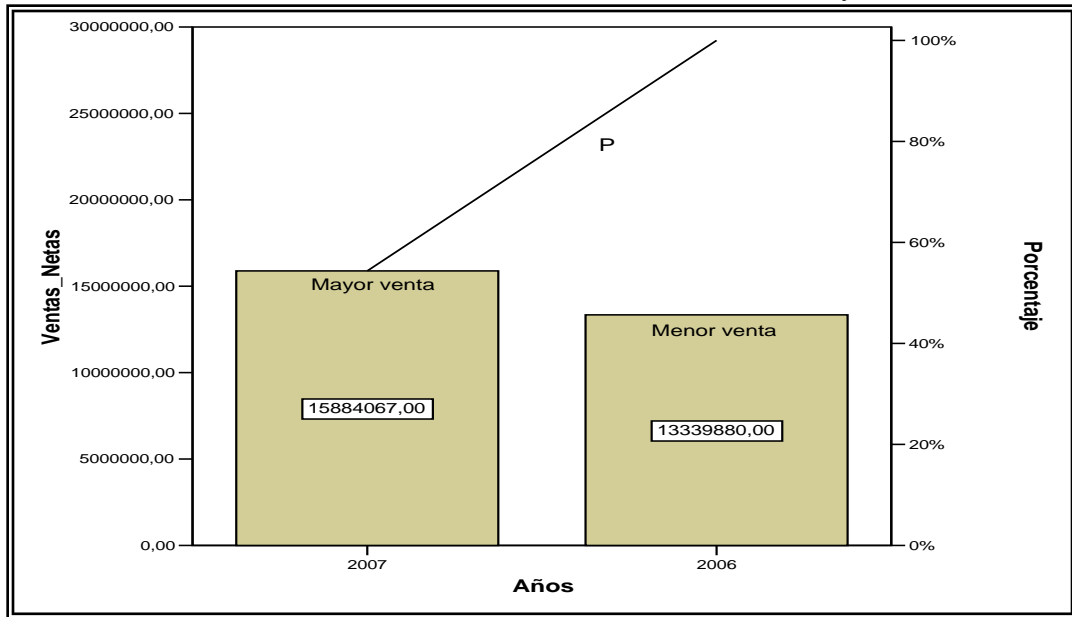 30000000,00
25000000,00
20000000,00
15000000,00
10000000,00
5000000,00
0,00
Ventas_Netas
Mayor venta
15884067,00
Menor venta
13339880,00
P
100%
80%
60%
40%
20%
0%
Porcentaje
2007
2006
Años